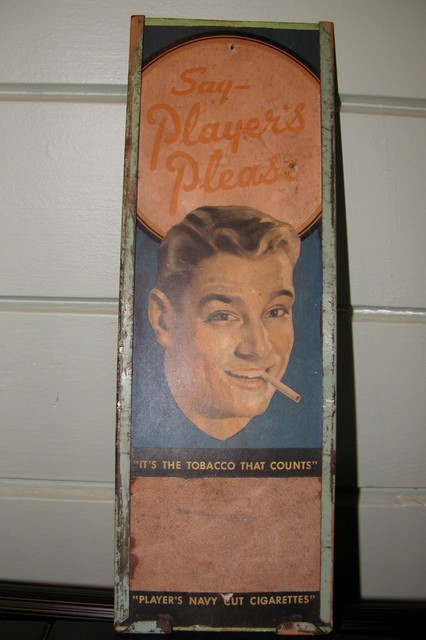 Say-
Player's
Please
"IT'S THE TOBACCO THAT COUNTS"
"PLAYER'S NAVY CUT CIGARETTES"